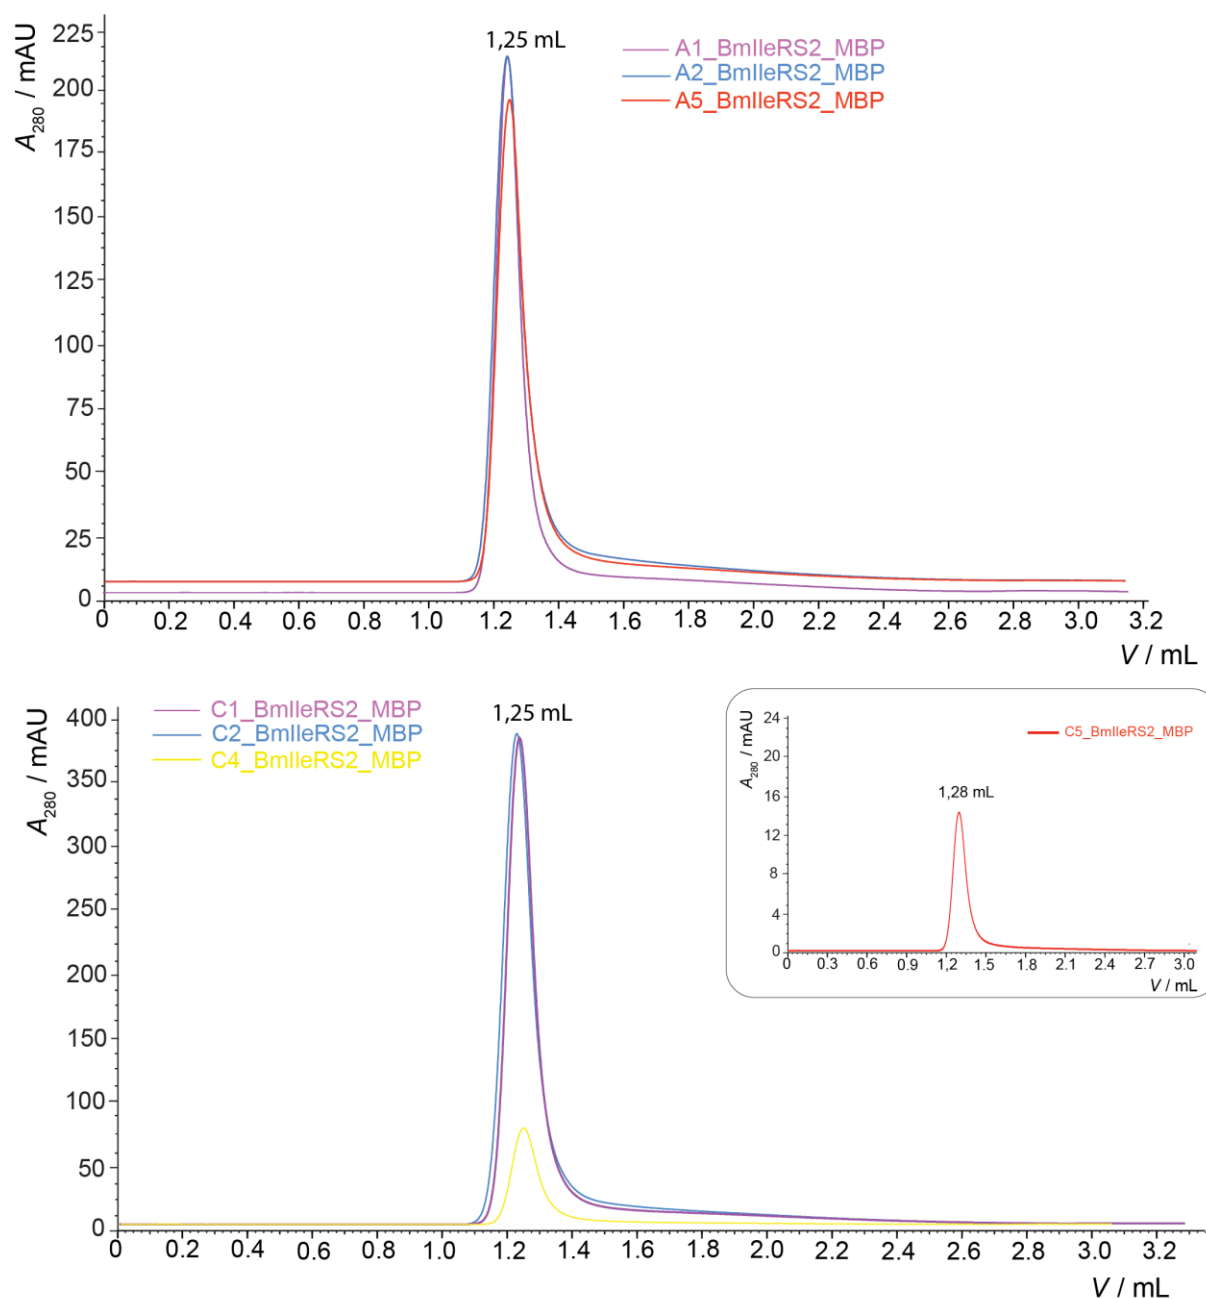 A280 / mAU
1,25 mL
A1_BmIleRS2_MBP
A2_BmIleRS2_MBP
A5_BmIleRS2_MBP
225
200
175
150
125
100
75
50
25
0
0 0.2 0.4 0.6 0.8 1.0 1.2 1.4 1.6 1.8 2.0 2.2 2.4 2.6 2.8 3.0 3.2
V / mL
A280 / mAU
C1_BmIleRS2_MBP
C2_BmIleRS2_MBP
C4_BmIleRS2_MBP
1,25 mL
400
350
300
250
200
150
100
50
0
0 0.2 0.4 0.6 0.8 1.0 1.2 1.4 1.6 1.8 2.0 2.2 2.4 2.6 2.8 3.0 3.2
V / mL
A280 / mAU
C5_BmIleRS2_MBP
1,28 mL
24
20
16
12
8
4
0
0 0.3 0.6 0.9 1.2 1.5 1.8 2.1 2.4 2.7 3.0
V / mL